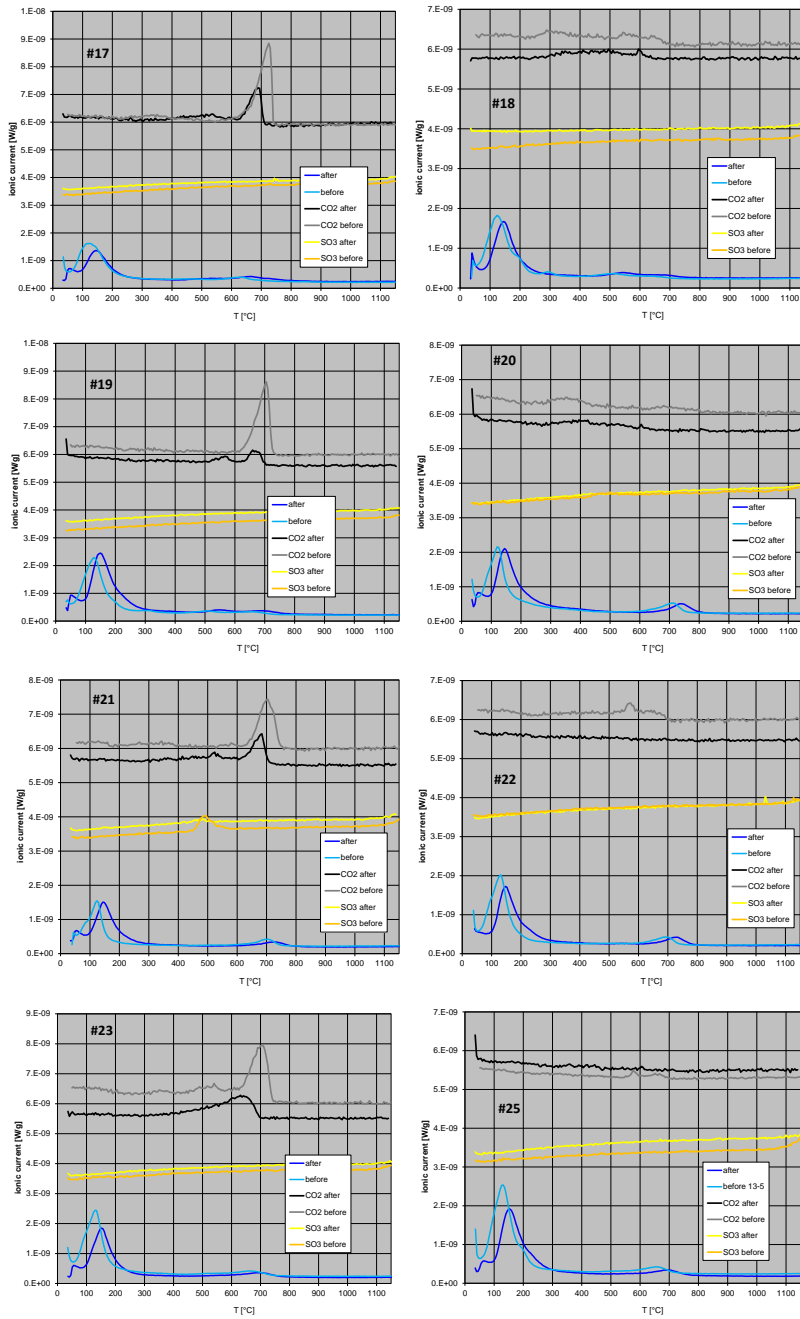 1.E-08
9.E-09
8.E-09
7.E-09
6.E-09
5.E-09
4.E-09
3.E-09
2.E-09
1.E-09
0.E+00
ionic current [W/g]
#17
after
before
CO2 after
CO2 before
SO3 after
SO3 before
0 100 200 300 400 500 600 700 800 900 1000 1100
T [°C]
7.E-09
6.E-09
5.E-09
4.E-09
3.E-09
2.E-09
1.E-09
0.E+00
ionic current [W/g]
#18
after
before
CO2 after
CO2 before
SO3 after
SO3 before
0 100 200 300 400 500 600 700 800 900 1000 1100
T [°C]
1.E-08
9.E-09
8.E-09
7.E-09
6.E-09
5.E-09
4.E-09
3.E-09
2.E-09
1.E-09
0.E+00
ionic current [W/g]
#19
after
before
CO2 after
CO2 before
SO3 after
SO3 before
0 100 200 300 400 500 600 700 800 900 1000 1100
T [°C]
8.E-09
7.E-09
6.E-09
5.E-09
4.E-09
3.E-09
2.E-09
1.E-09
0.E+00
ionic current [W/g]
#20
after
before
CO2 after
CO2 before
SO3 after
SO3 before
0 100 200 300 400 500 600 700 800 900 1000 1100
T [°C]
8.E-09
7.E-09
6.E-09
5.E-09
4.E-09
3.E-09
2.E-09
1.E-09
0.E+00
ionic current [W/g]
#21
after
before
CO2 after
CO2 before
SO3 after
SO3 before
0 100 200 300 400 500 600 700 800 900 1000 1100
T [°C]
7.E-09
6.E-09
5.E-09
4.E-09
3.E-09
2.E-09
1.E-09
0.E+00
ionic current [W/g]
#22
after
before
CO2 after
CO2 before
SO3 after
SO3 before
0 100 200 300 400 500 600 700 800 900 1000 1100
T [°C]
9.E-09
8.E-09
7.E-09
6.E-09
5.E-09
4.E-09
3.E-09
2.E-09
1.E-09
0.E+00
ionic current [W/g]
#23
after
before
CO2 after
CO2 before
SO3 after
SO3 before
0 100 200 300 400 500 600 700 800 900 1000 1100
T [°C]
7.E-09
6.E-09
5.E-09
4.E-09
3.E-09
2.E-09
1.E-09
0.E+00
ionic current [W/g]
#25
after
before 13-5
CO2 after
CO2 before
SO3 after
SO3 before
0 100 200 300 400 500 600 700 800 900 1000 1100
T [°C]